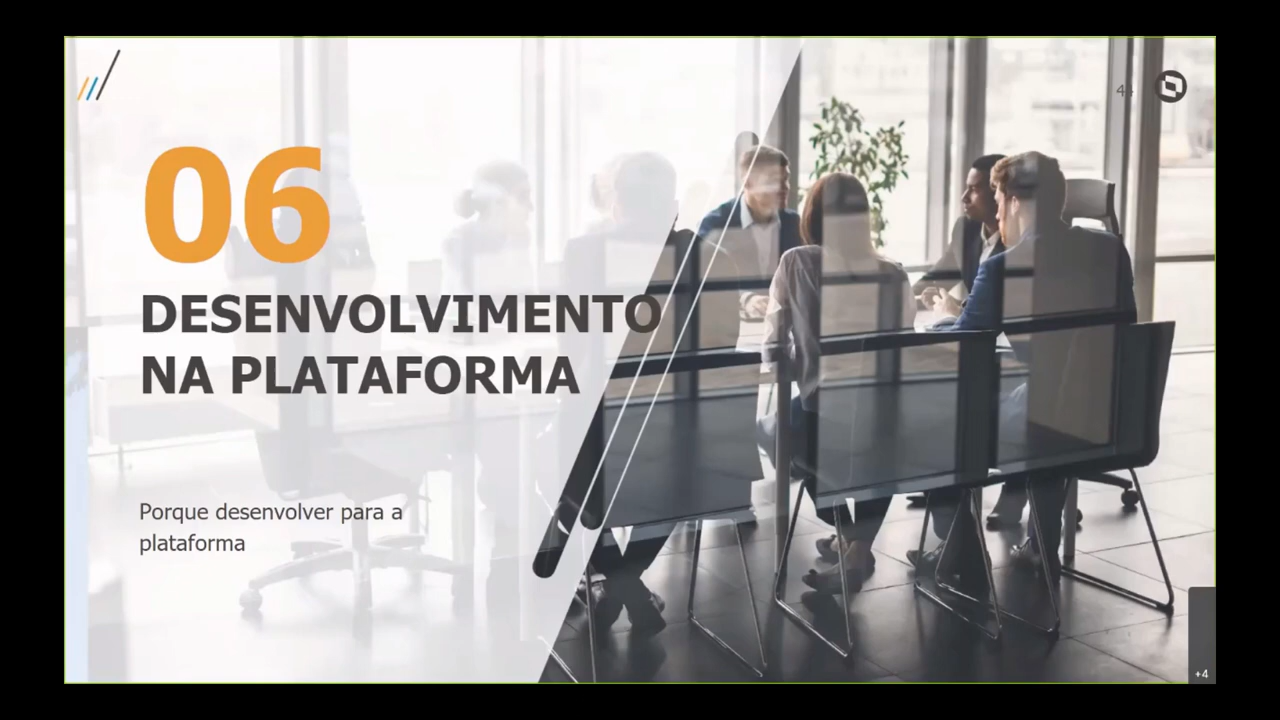 06
DESENVOLVIMENTO
NA PLATAFORMA
Porque desenvolver para a
plataforma
+4